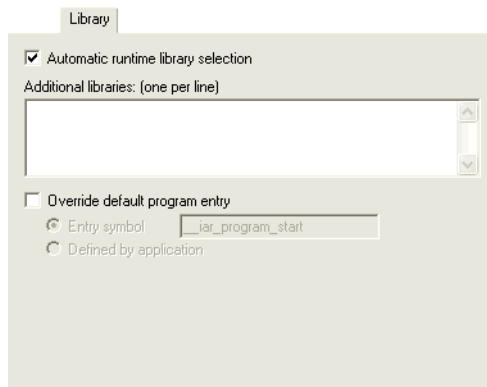 Library
Automatic runtime library selection
Additional libraries: (one per line)
Override default program entry
Entry symbol __iar_program_start
Defined by application